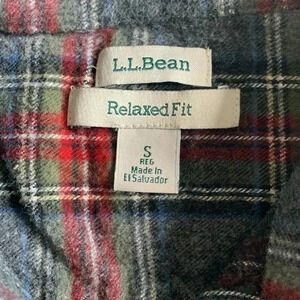 L.L.Bean
Relaxed Fit
S
REG
Made in
El Salvador